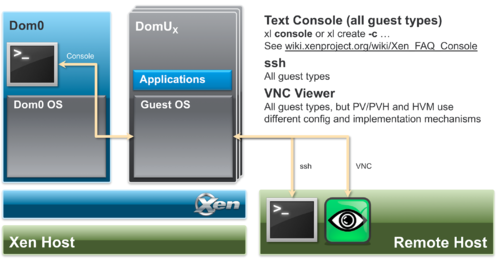 Dom0
DomUx
Console
>_
Applications
Dom0 OS
Guest OS
Text Console (all guest types)
xl console or xl create -c …
See wiki.xenproject.org/wiki/Xen_FAQ_Console
ssh
All guest types
VNC Viewer
All guest types, but PV/PVH and HVM use
different config and implementation mechanisms
ssh
VNC
Xen
>_
Xen Host
Remote Host